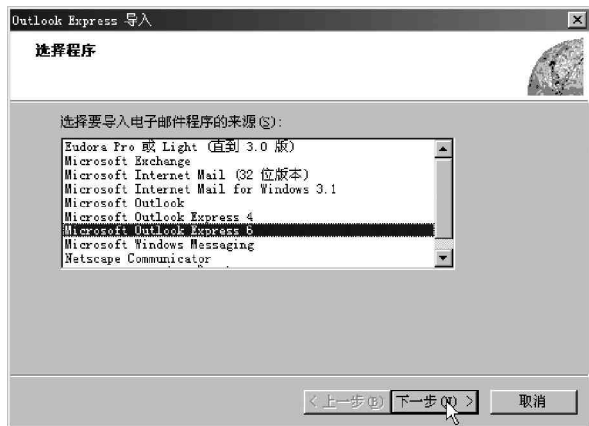 Outlook Express 导入
选择程序
选择要导入电子邮件程序的来源(S):
Eudora Pro 或 Light (直到 3.0 版)
Microsoft Exchange
Microsoft Internet Mail (32 位版本)
Microsoft Internet Mail for Windows 3.1
Microsoft Outlook
Microsoft Outlook Express 4
Microsoft Outlook Express 6
Microsoft Windows Messaging
Netscape Communicator
< 上一步(B) 下一步(N) > 取消